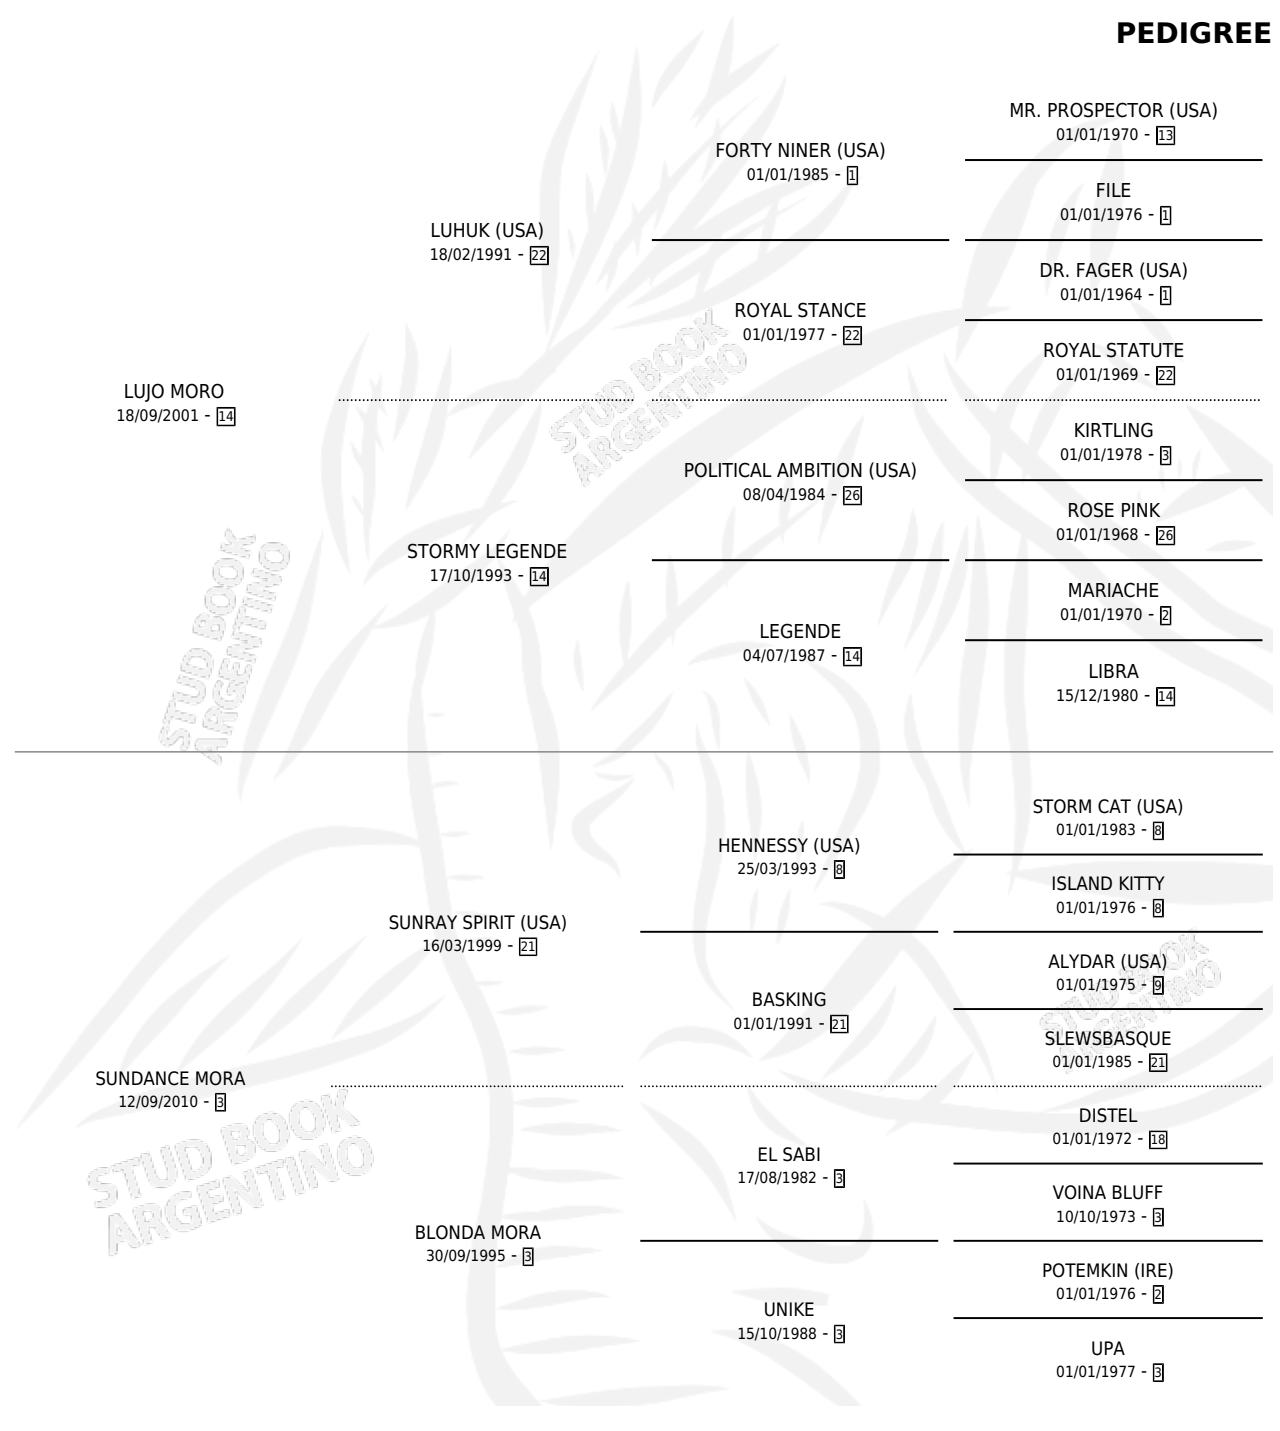 PEDIGREE
MR. PROSPECTOR (USA)
01/01/1970 - 13
FORTY NINER (USA)
01/01/1985 - 1
FILE
01/01/1976 - 1
LUHUK (USA)
18/02/1991 - 22
DR. FAGER (USA)
01/01/1964 - 1
ROYAL STANCE
01/01/1977 - 22
ROYAL STATUTE
01/01/1969 - 22
LUJO MORO
18/09/2001 - 14
STUD BOOK
ARGENTINO
KIRTLING
01/01/1978 - 3
POLITICAL AMBITION (USA)
08/04/1984 - 26
ROSE PINK
01/01/1968 - 26
STORMY LEGENDE
17/10/1993 - 14
MARIACHE
01/01/1970 - 2
LEGENDE
04/07/1987 - 14
LIBRA
15/12/1980 - 14
STUD BOOK
ARGENTINO
STORM CAT (USA)
01/01/1983 - 8
HENNESSY (USA)
25/03/1993 - 8
ISLAND KITTY
01/01/1976 - 8
SUNRAY SPIRIT (USA)
16/03/1999 - 21
ALYDAR (USA)
01/01/1975 - 9
BASKING
01/01/1991 - 21
STUD BOOK
ARGENTINO
SLEWSBASQUE
01/01/1985 - 21
SUNDANCE MORA
12/09/2010 - 3
DISTEL
01/01/1972 - 18
EL SABI
17/08/1982 - 3
VOINA BLUFF
10/10/1973 - 3
STUD BOOK
ARGENTINO
BLONDA MORA
30/09/1995 - 3
POTEMKIN (IRE)
01/01/1976 - 2
UNIKE
15/10/1988 - 3
UPA
01/01/1977 - 3